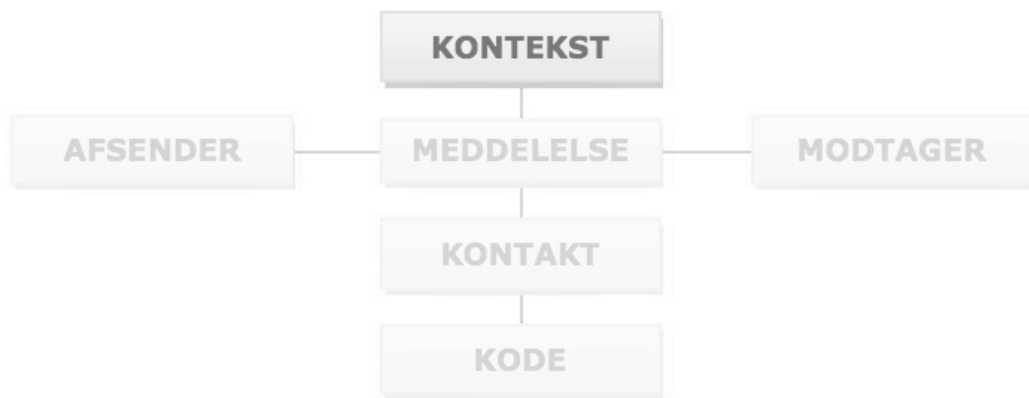 KONTEKST
AFSENDER
MEDDELELSE
MODTAGER
KONTAKT
KODE